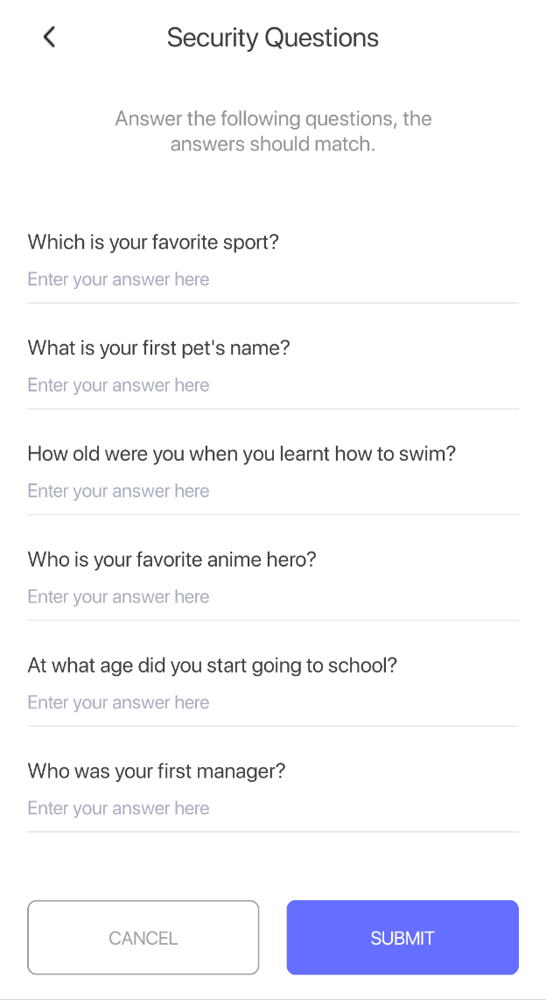 Security Questions
Answer the following questions, the
answers should match.
Which is your favorite sport?
Enter your answer here
What is your first pet's name?
Enter your answer here
How old were you when you learnt how to swim?
Enter your answer here
Who is your favorite anime hero?
Enter your answer here
At what age did you start going to school?
Enter your answer here
Who was your first manager?
Enter your answer here
CANCEL
SUBMIT